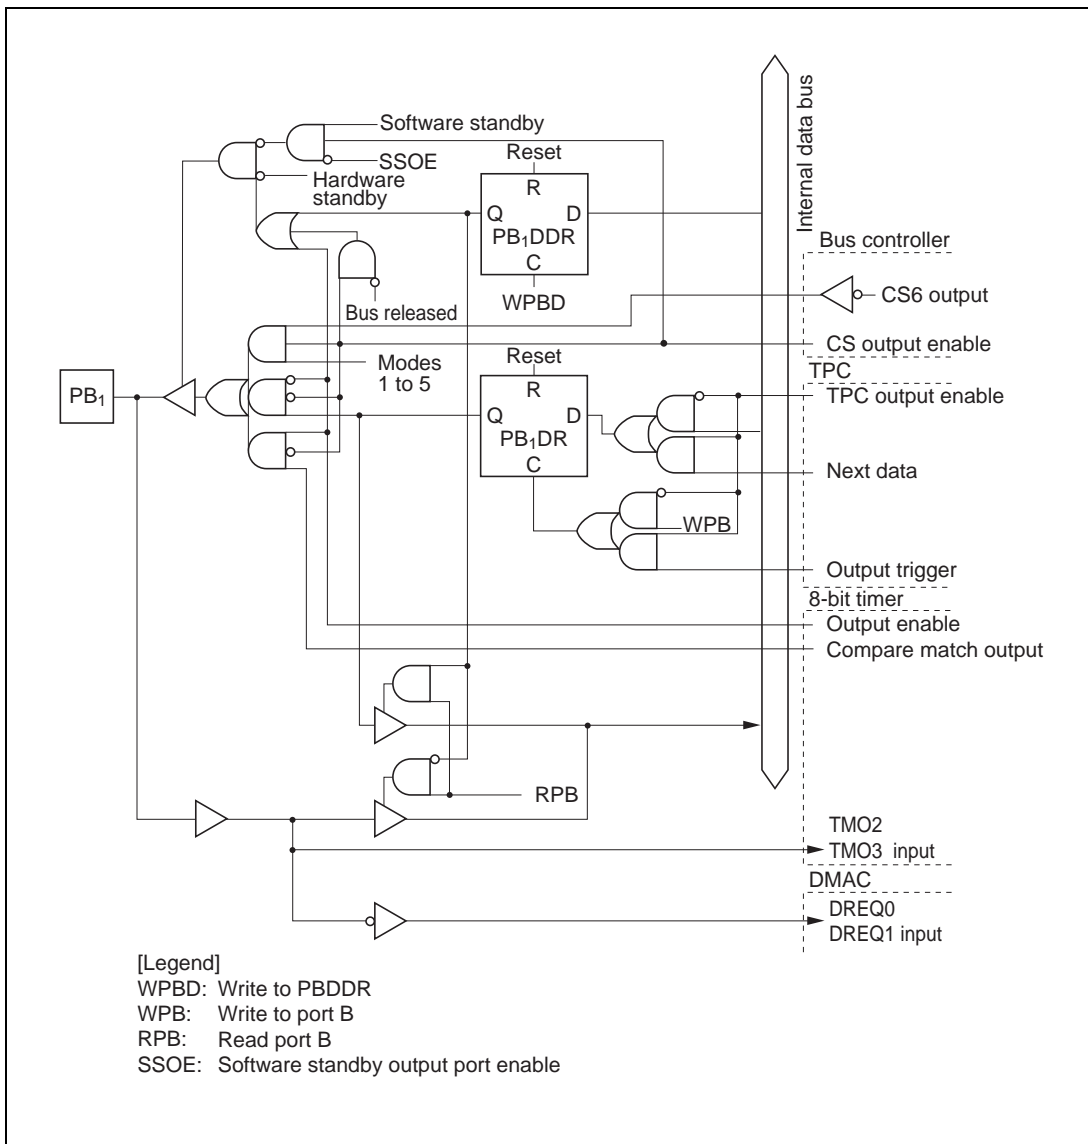 Software standby
SSOE
Hardware
standby
Reset
R
Q D
PB₁DDR
C
WPBD
Bus released
Internal data bus
Bus controller
CS6 output
CS output enable
Modes
1 to 5
TPC
TPC output enable
PB₁
Reset
R
Q D
PB₁DR
C
Next data
WPB
Output trigger
8-bit timer
Output enable
Compare match output
RPB
TMO2
TMO3 input
DMAC
DREQ0
DREQ1 input
[Legend]
WPBD: Write to PBDDR
WPB: Write to port B
RPB: Read port B
SSOE: Software standby output port enable